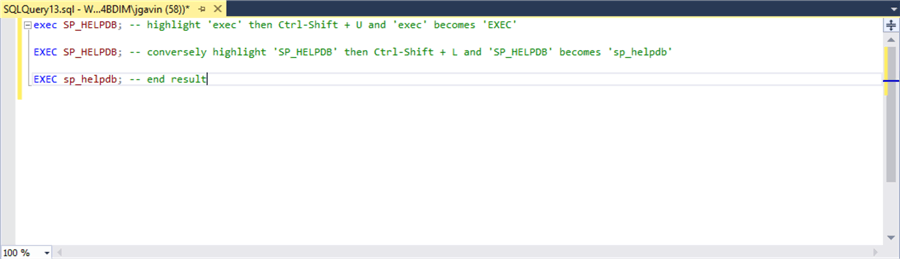 SQLQuery13.sql - W...4BDIM\jgavin (58))*
exec SP_HELPDB; -- highlight 'exec' then Ctrl-Shift + U and 'exec' becomes 'EXEC'
EXEC SP_HELPDB; -- conversely highlight 'SP_HELPDB' then Ctrl-Shift + L and 'SP_HELPDB' becomes 'sp_helpdb'
EXEC sp_helpdb; -- end result
100 %